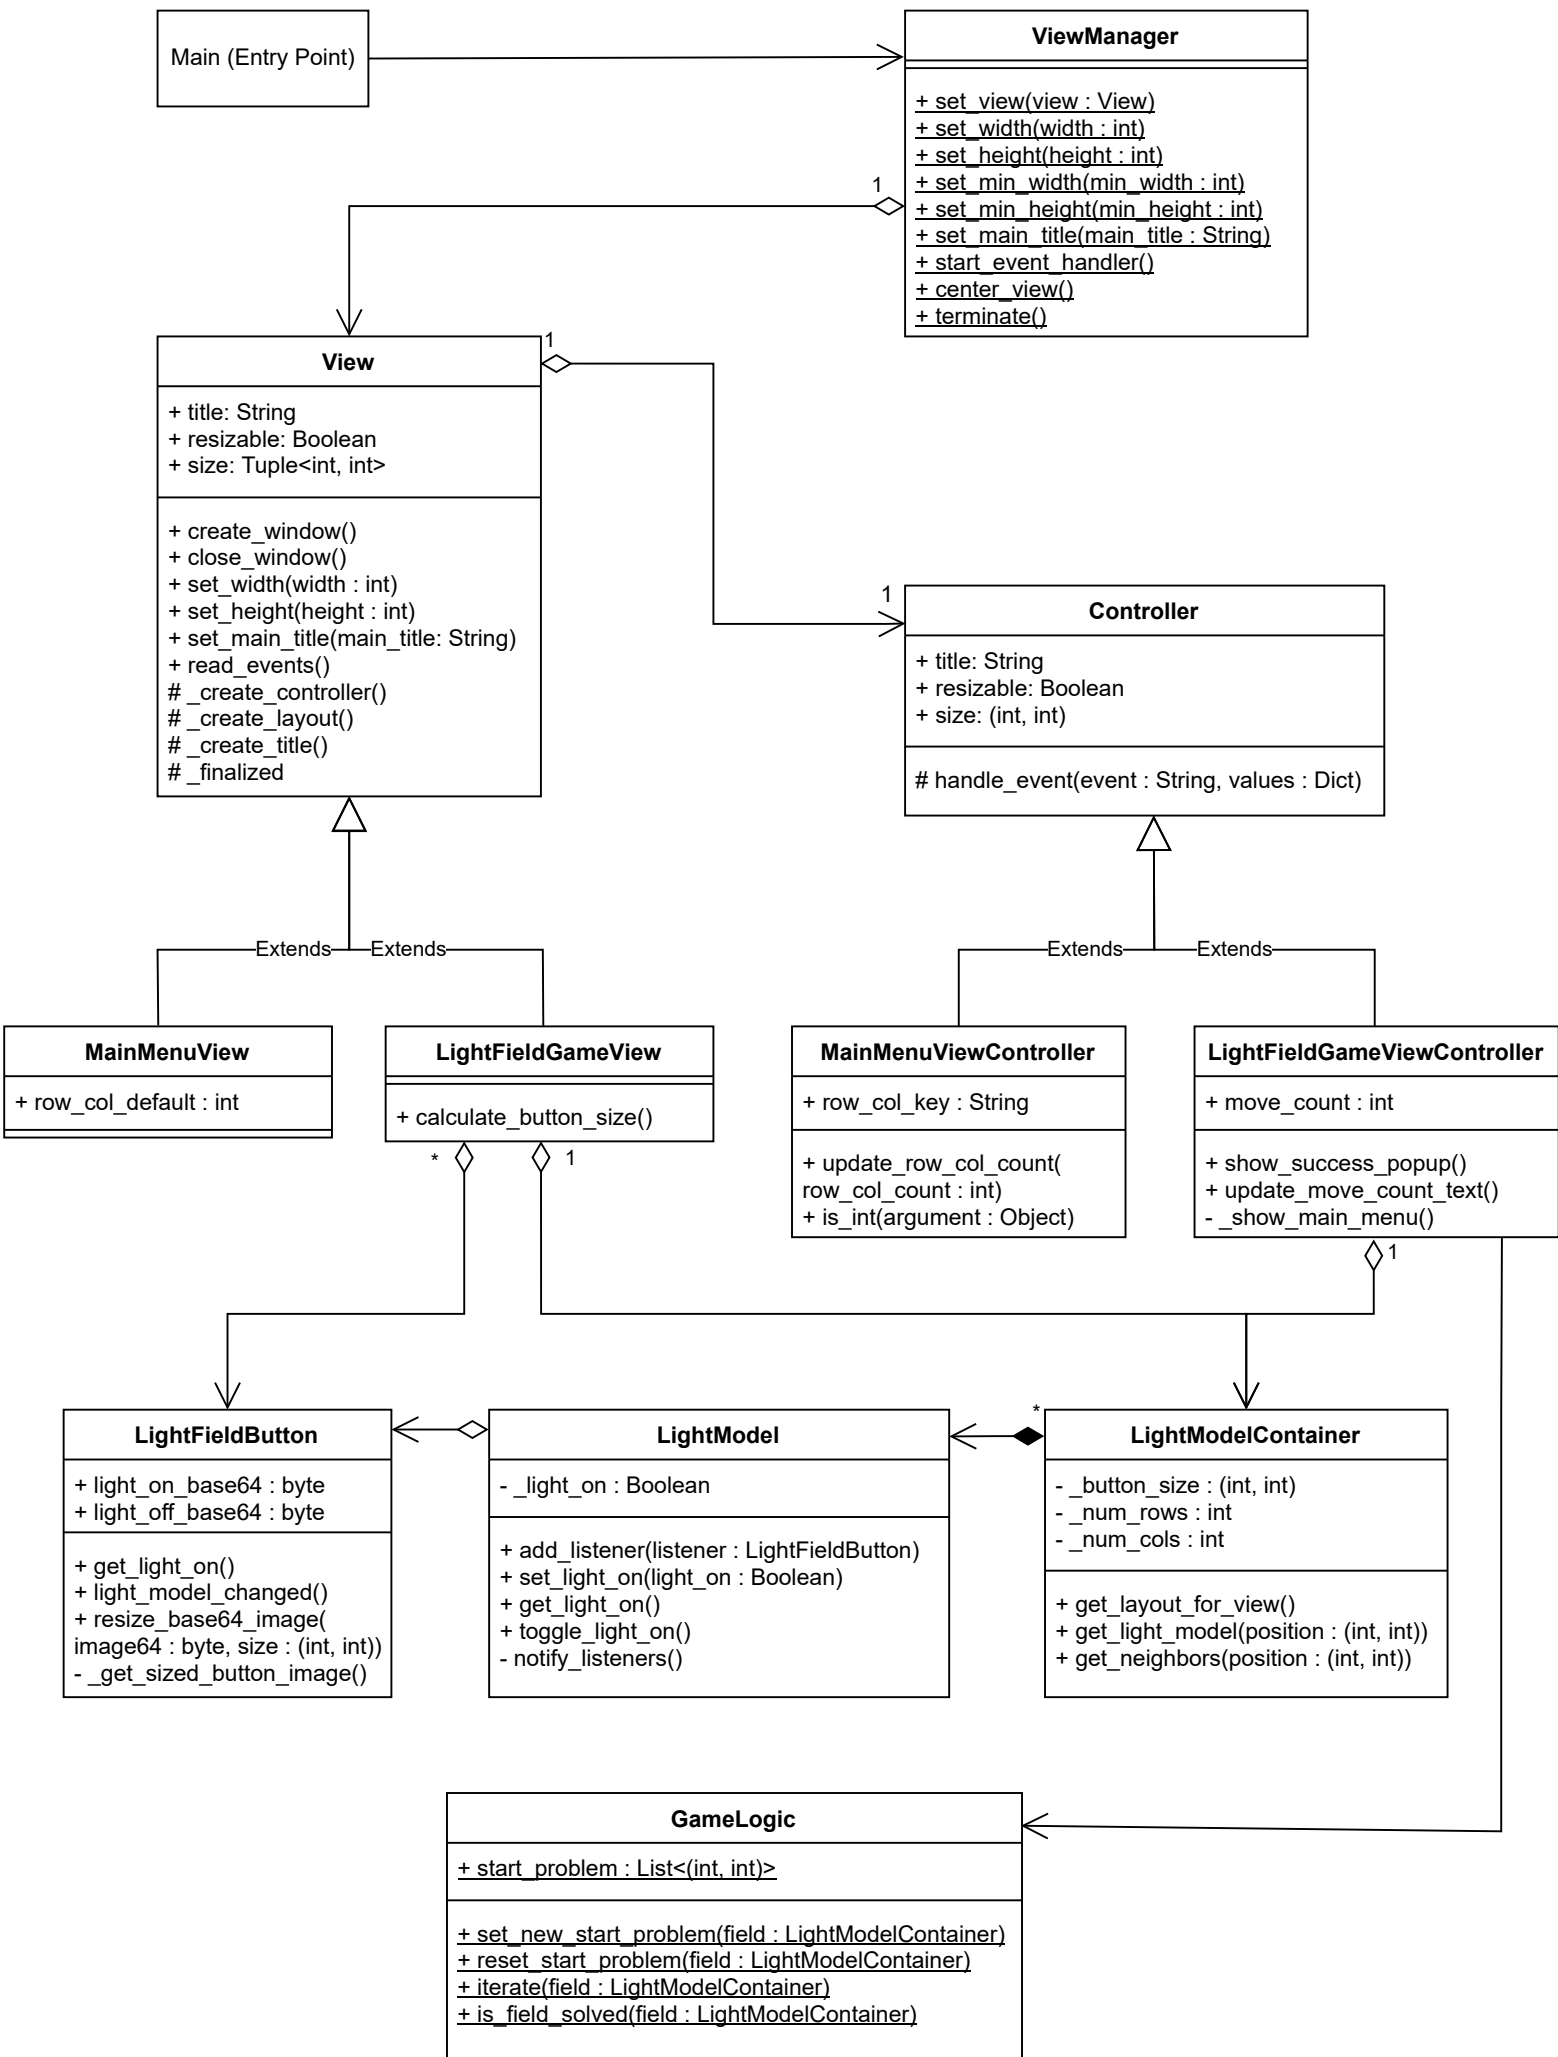 Main (Entry Point)
ViewManager
+ set_view(view : View)
+ set_width(width : int)
+ set_height(height : int)
+ set_min_width(min_width : int)
+ set_min_height(min_height : int)
+ set_main_title(main_title : String)
+ start_event_handler()
+ center_view()
+ terminate()
1
View
1
+ title: String
+ resizable: Boolean
+ size: Tuple<int, int>
+ create_window()
+ close_window()
+ set_width(width : int)
+ set_height(height : int)
+ set_main_title(main_title: String)
+ read_events()
# _create_controller()
# _create_layout()
# _create_title()
# _finalized
1
Controller
+ title: String
+ resizable: Boolean
+ size: (int, int)
# handle_event(event : String, values : Dict)
Extends
Extends
Extends
Extends
MainMenuView
+ row_col_default : int
LightFieldGameView
+ calculate_button_size()
*
1
MainMenuViewController
+ row_col_key : String
+ update_row_col_count(
row_col_count : int)
+ is_int(argument : Object)
LightFieldGameViewController
+ move_count : int
+ show_success_popup()
+ update_move_count_text()
- _show_main_menu()
1
LightFieldButton
+ light_on_base64 : byte
+ light_off_base64 : byte
+ get_light_on()
+ light_model_changed()
+ resize_base64_image(
image64 : byte, size : (int, int))
- _get_sized_button_image()
LightModel
- _light_on : Boolean
+ add_listener(listener : LightFieldButton)
+ set_light_on(light_on : Boolean)
+ get_light_on()
+ toggle_light_on()
- notify_listeners()
*
LightModelContainer
- _button_size : (int, int)
- _num_rows : int
- _num_cols : int
+ get_layout_for_view()
+ get_light_model(position : (int, int))
+ get_neighbors(position : (int, int))
GameLogic
+ start_problem : List<(int, int)>
+ set_new_start_problem(field : LightModelContainer)
+ reset_start_problem(field : LightModelContainer)
+ iterate(field : LightModelContainer)
+ is_field_solved(field : LightModelContainer)